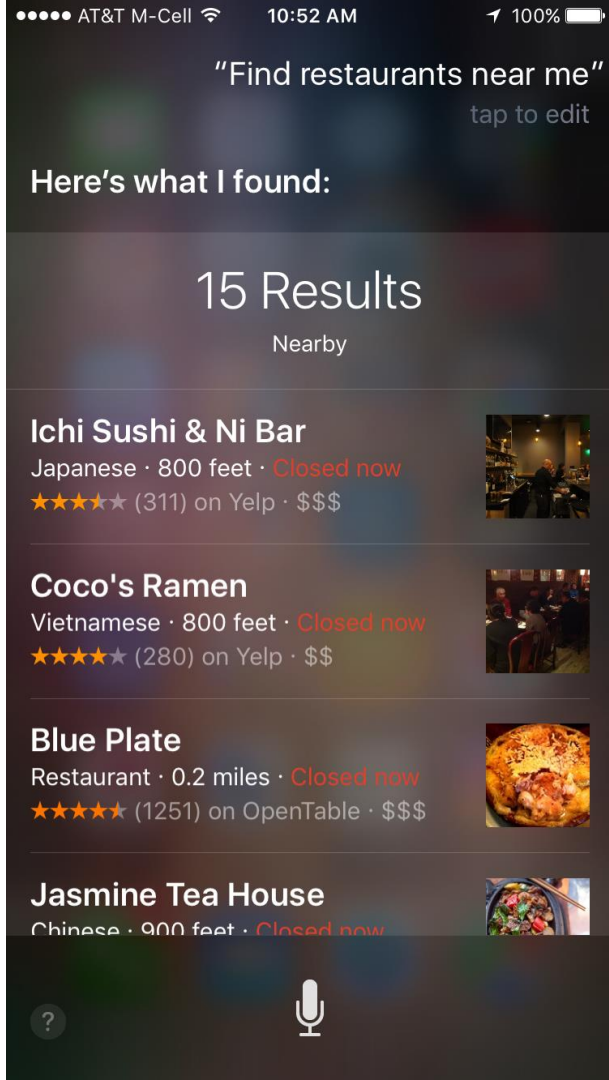 AT&T M-Cell 10:52 AM 100%
“Find restaurants near me”
tap to edit
Here’s what I found:
15 Results
Nearby
Ichi Sushi & Ni Bar
Japanese · 800 feet · Closed now
(311) on Yelp · $$$
Coco's Ramen
Vietnamese · 800 feet · Closed now
(280) on Yelp · $$
Blue Plate
Restaurant · 0.2 miles · Closed now
(1251) on OpenTable · $$$
Jasmine Tea House
Chinese · 900 feet · Closed now
?